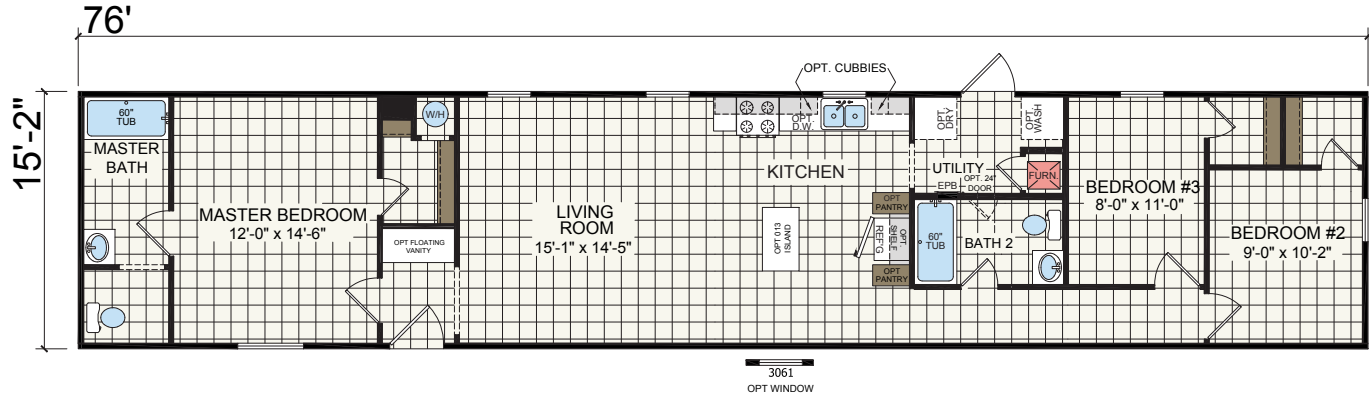 76'
15'-2"
60"
TUB
MASTER
BATH
MASTER BEDROOM
12'-0" x 14'-6"
W/H
OPT FLOATING
VANITY
LIVING
ROOM
15'-1" x 14'-5"
OPT. CUBBIES
OPT.
D.W.
KITCHEN
OPT 013
ISLAND
OPT
PANTRY
OPT.
SHELF
REF'G
OPT
PANTRY
OPT.
DRY
OPT.
WASH
UTILITY
EPB
OPT. 24"
DOOR
FURN.
60"
TUB
BATH 2
BEDROOM #3
8'-0" x 11'-0"
BEDROOM #2
9'-0" x 10'-2"
3061
OPT WINDOW